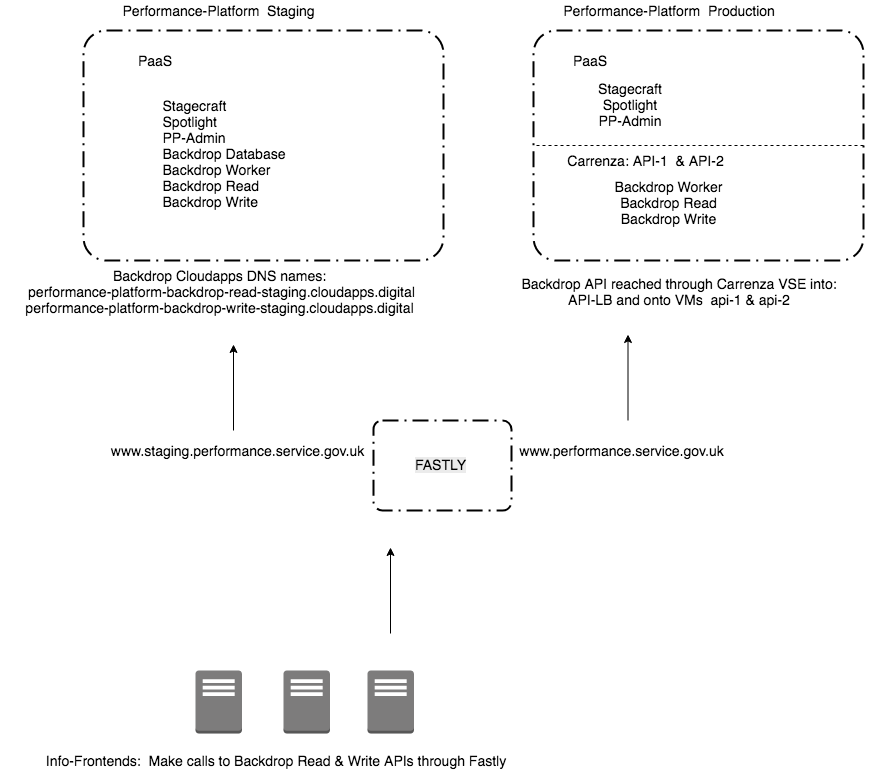 Performance-Platform  Staging
PaaS
Stagecraft
Spotlight
PP-Admin
Backdrop Database
Backdrop Worker
Backdrop Read
Backdrop Write
Backdrop Cloudapps DNS names:
performance-platform-backdrop-read-staging.cloudapps.digital
performance-platform-backdrop-write-staging.cloudapps.digital
Performance-Platform  Production
PaaS
Stagecraft
Spotlight
PP-Admin
Carrenza: API-1  & API-2
Backdrop Worker
Backdrop Read
Backdrop Write
Backdrop API reached through Carrenza VSE into:
API-LB and onto VMs  api-1 & api-2
www.staging.performance.service.gov.uk
FASTLY
www.performance.service.gov.uk
Info-Frontends:  Make calls to Backdrop Read & Write APIs through Fastly